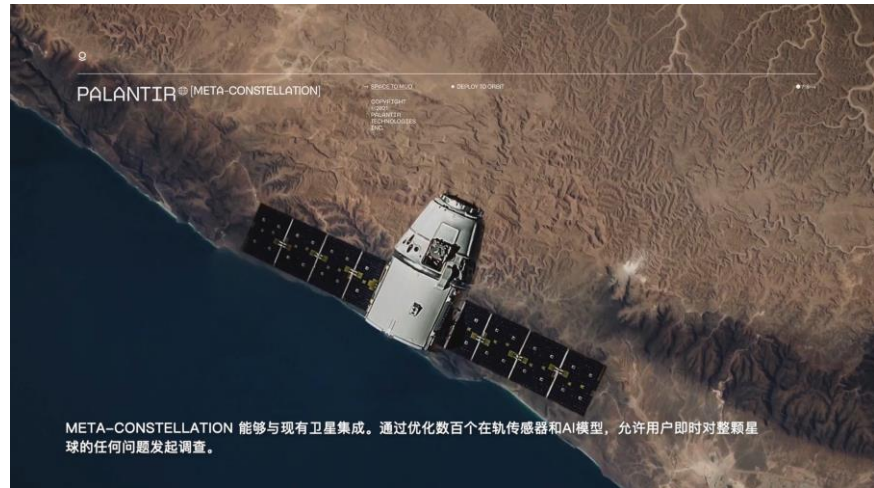 PALANTIR [META-CONSTELLATION]
SPACE TO MUD
DEPLOY TO ORBIT
COPYRIGHT
PALANTIR
TECHNOLOGIES
INC.
META-CONSTELLATION 能够与现有卫星集成。通过优化数百个在轨传感器和AI模型，允许用户即时对整颗星
球的任何问题发起调查。